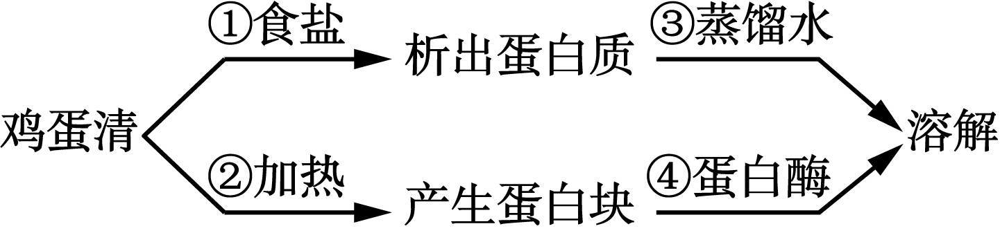 ①食盐
析出蛋白质
③蒸馏水
鸡蛋清
溶解
②加热
产生蛋白块
④蛋白酶